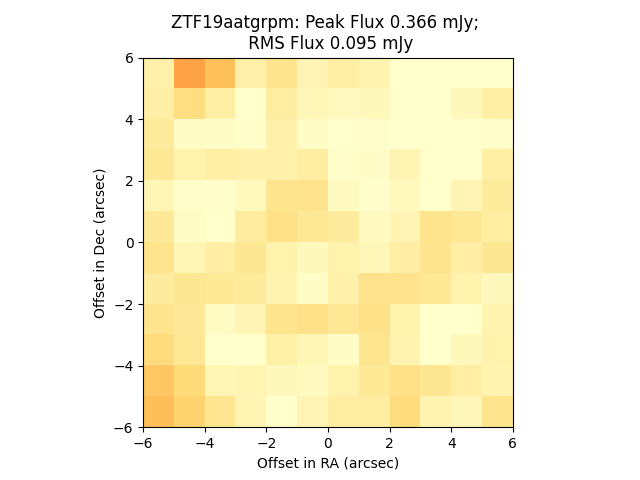 ZTF19aatgrpm: Peak Flux 0.366 mJy;
RMS Flux 0.095 mJy
6
4
2
0
−2
−4
−6
Offset in Dec (arcsec)
−6 −4 −2 0 2 4 6
Offset in RA (arcsec)